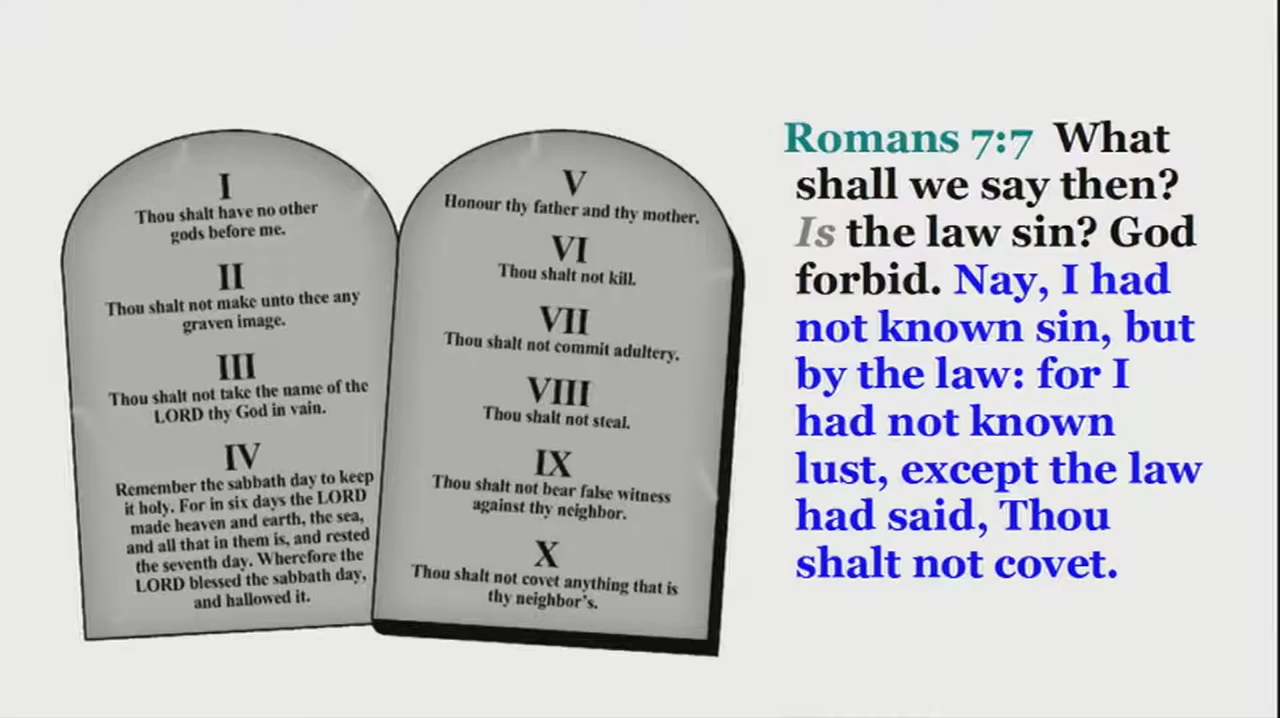 I
Thou shalt have no other
gods before me.
II
Thou shalt not make unto thee any
graven image.
III
Thou shalt not take the name of the
LORD thy God in vain.
IV
Remember the sabbath day to keep
it holy. For in six days the LORD
made heaven and earth, the sea,
and all that in them is, and rested
the seventh day. Wherefore the
LORD blessed the sabbath day,
and hallowed it.
V
Honour thy father and thy mother.
VI
Thou shalt not kill.
VII
Thou shalt not commit adultery.
VIII
Thou shalt not steal.
IX
Thou shalt not bear false witness
against thy neighbor.
X
Thou shalt not covet anything that is
thy neighbor's.
Romans 7:7 What
shall we say then?
Is the law sin? God
forbid. Nay, I had
not known sin, but
by the law: for I
had not known
lust, except the law
had said, Thou
shalt not covet.